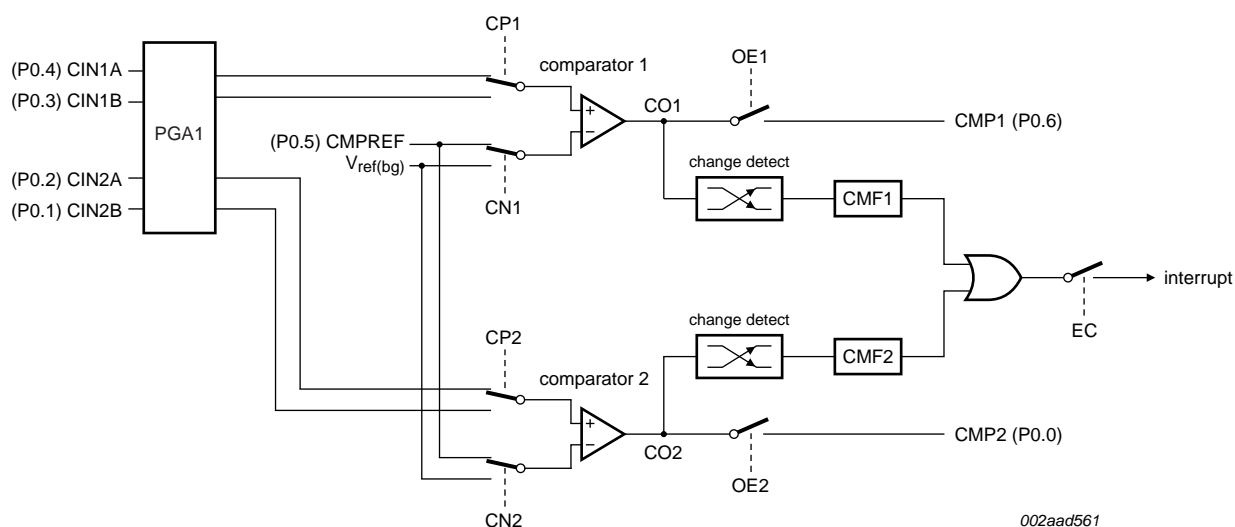 CP1
OE1
comparator 1
(P0.4) CIN1A
(P0.3) CIN1B
PGA1
CO1
CMP1 (P0.6)
(P0.5) CMPREF
Vref(bg)
change detect
(P0.2) CIN2A
(P0.1) CIN2B
CN1
CMF1
interrupt
EC
change detect
CP2
CMF2
comparator 2
CO2
CMP2 (P0.0)
OE2
CN2
002aad561